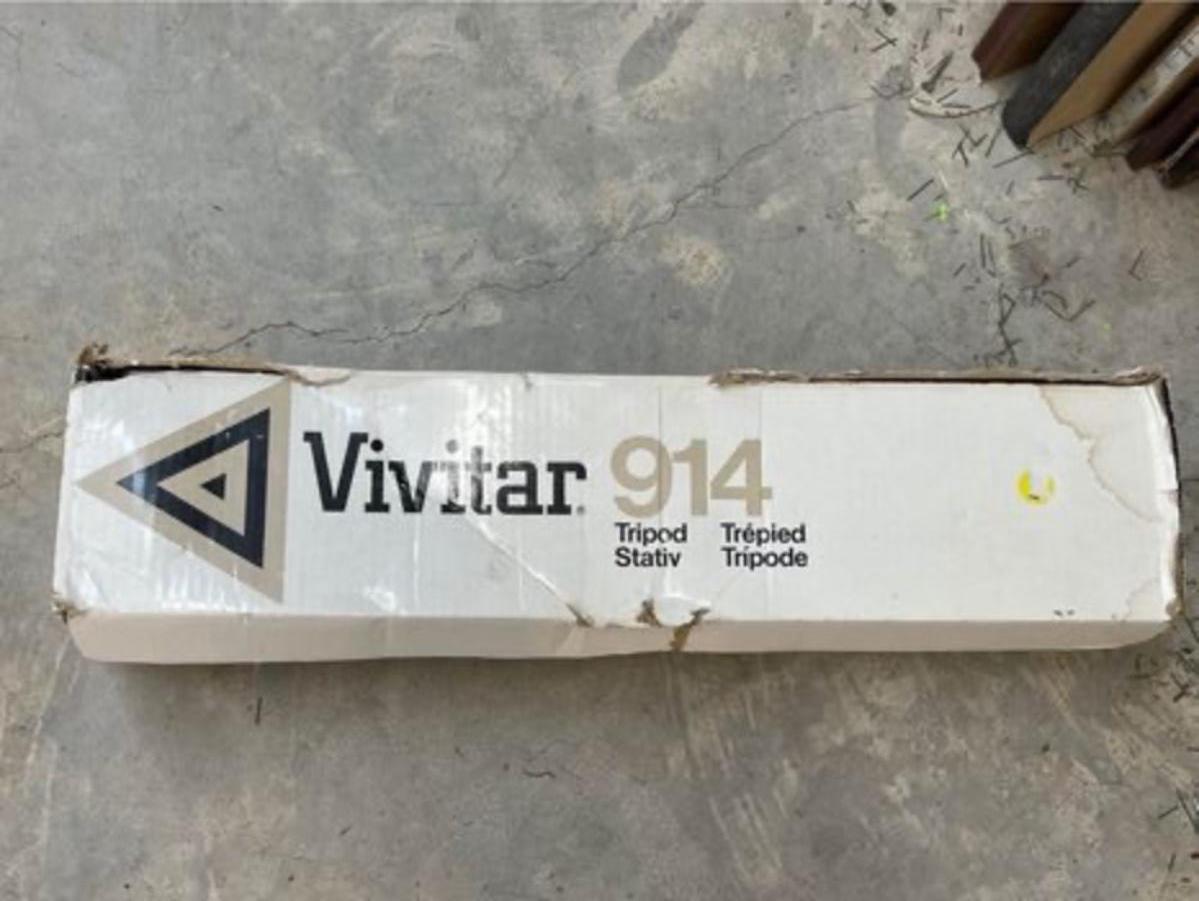 Vivitar 914
Tripod Trépied
Stativ Trípode